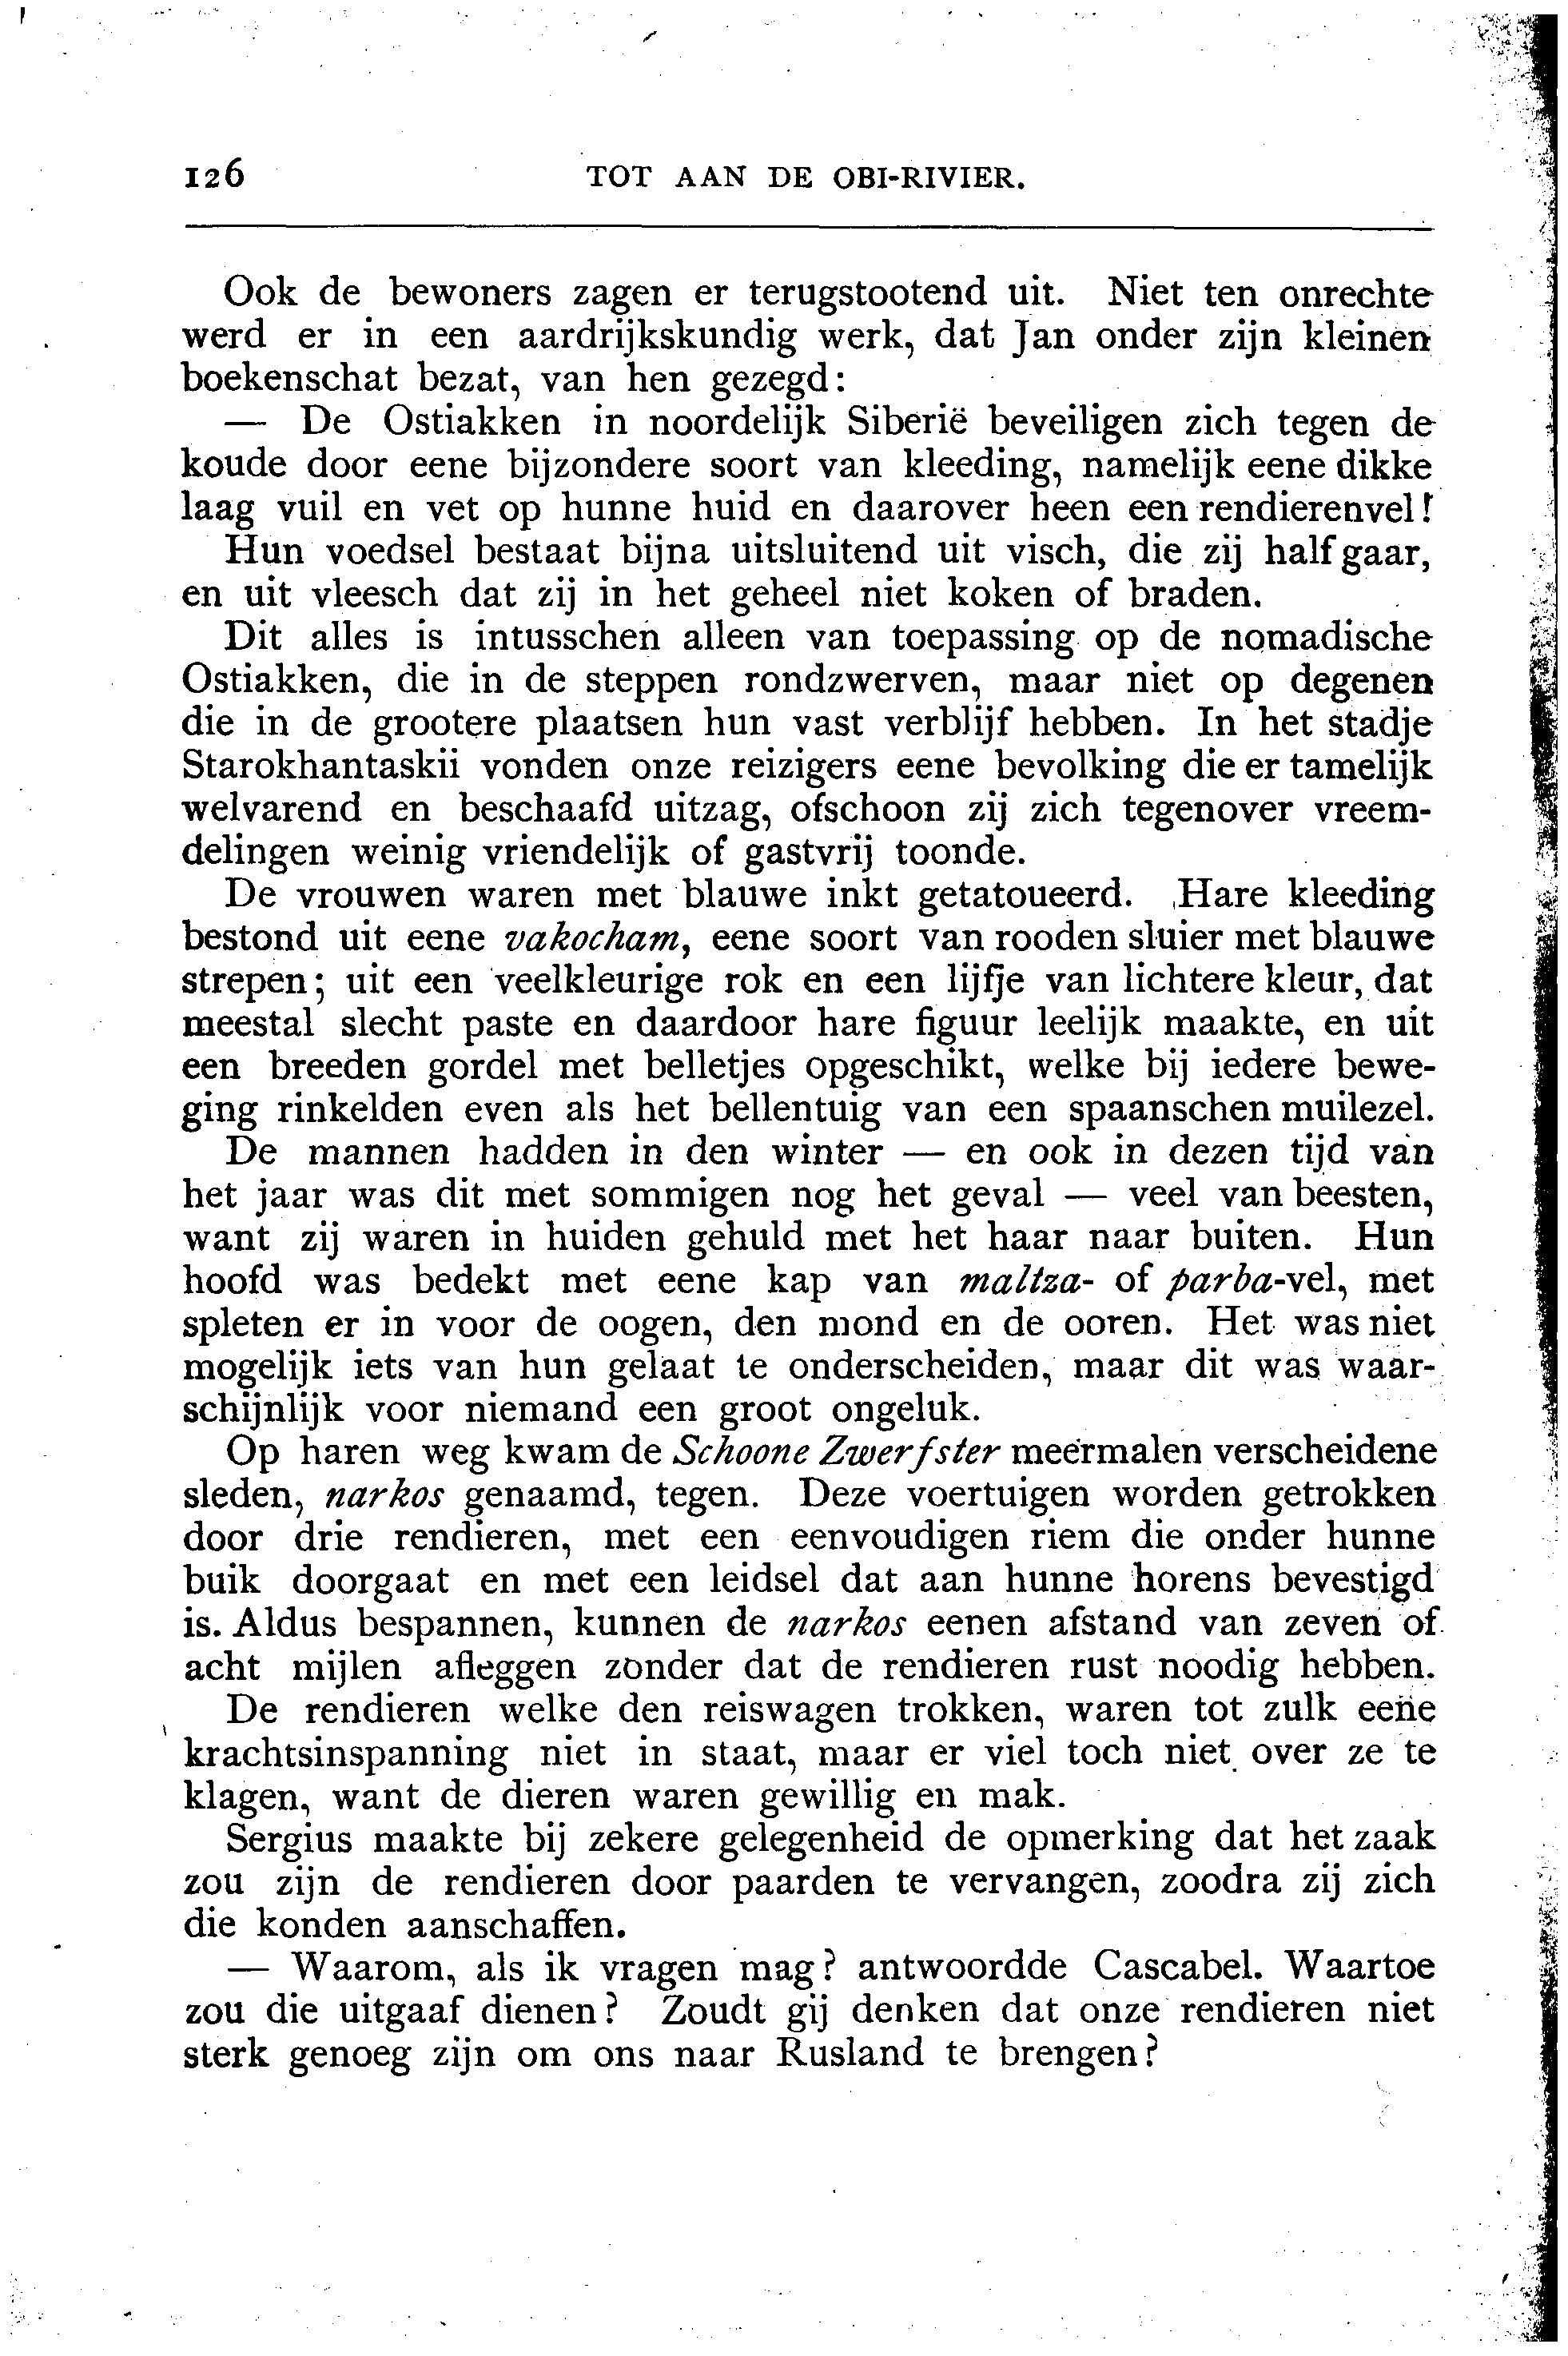 126 TOT AAN DE OBI-RIVIER.
Ook de bewoners zagen er terugstootend uit. Niet ten onrechte
werd er in een aardrijkskundig werk, dat Jan onder zijn kleinen
boekenschat bezat, van hen gezegd:
— De Ostiakken in noordelijk Siberië beveiligen zich tegen de
koude door eene bijzondere soort van kleeding, namelijk eene dikke
laag vuil en vet op hunne huid en daarover heen een rendierenvel!
Hun voedsel bestaat bijna uitsluitend uit visch, die zij half gaar,
en uit vleesch dat zij in het geheel niet koken of braden.
Dit alles is intusschen alleen van toepassing op de nomadische
Ostiakken, die in de steppen rondzwerven, maar niet op degenen
die in de grootere plaatsen hun vast verblijf hebben. In het stadje
Starokhantaskii vonden onze reizigers eene bevolking die er tamelijk
welvarend en beschaafd uitzag, ofschoon zij zich tegenover vreem-
delingen weinig vriendelijk of gastvrij toonde.
De vrouwen waren met blauwe inkt getatoueerd. Hare kleeding
bestond uit eene vakocham, eene soort van rooden sluier met blauwe
strepen; uit een veelkleurige rok en een lijfje van lichtere kleur, dat
meestal slecht paste en daardoor hare figuur leelijk maakte, en uit
een breeden gordel met belletjes opgeschikt, welke bij iedere bewe-
ging rinkelden even als het bellentuig van een spaanschen muilezel.
De mannen hadden in den winter — en ook in dezen tijd van
het jaar was dit met sommigen nog het geval — veel van beesten,
want zij waren in huiden gehuld met het haar naar buiten. Hun
hoofd was bedekt met eene kap van maltza- of parba-vel, met
spleten er in voor de oogen, den mond en de ooren. Het was niet
mogelijk iets van hun gelaat te onderscheiden, maar dit was waar-
schijnlijk voor niemand een groot ongeluk.
Op haren weg kwam de Schoone Zwerfster meermalen verscheidene
sleden, narkos genaamd, tegen. Deze voertuigen worden getrokken
door drie rendieren, met een eenvoudigen riem die onder hunne
buik doorgaat en met een leidsel dat aan hunne horens bevestigd
is. Aldus bespannen, kunnen de narkos eenen afstand van zeven of
acht mijlen afleggen zonder dat de rendieren rust noodig hebben.
De rendieren welke den reiswagen trokken, waren tot zulk eene
krachtsinspanning niet in staat, maar er viel toch niet over ze te
klagen, want de dieren waren gewillig en mak.
Sergius maakte bij zekere gelegenheid de opmerking dat het zaak
zou zijn de rendieren door paarden te vervangen, zoodra zij zich
die konden aanschaffen.
— Waarom, als ik vragen mag? antwoordde Cascabel. Waartoe
zou die uitgaaf dienen? Zoudt gij denken dat onze rendieren niet
sterk genoeg zijn om ons naar Rusland te brengen?